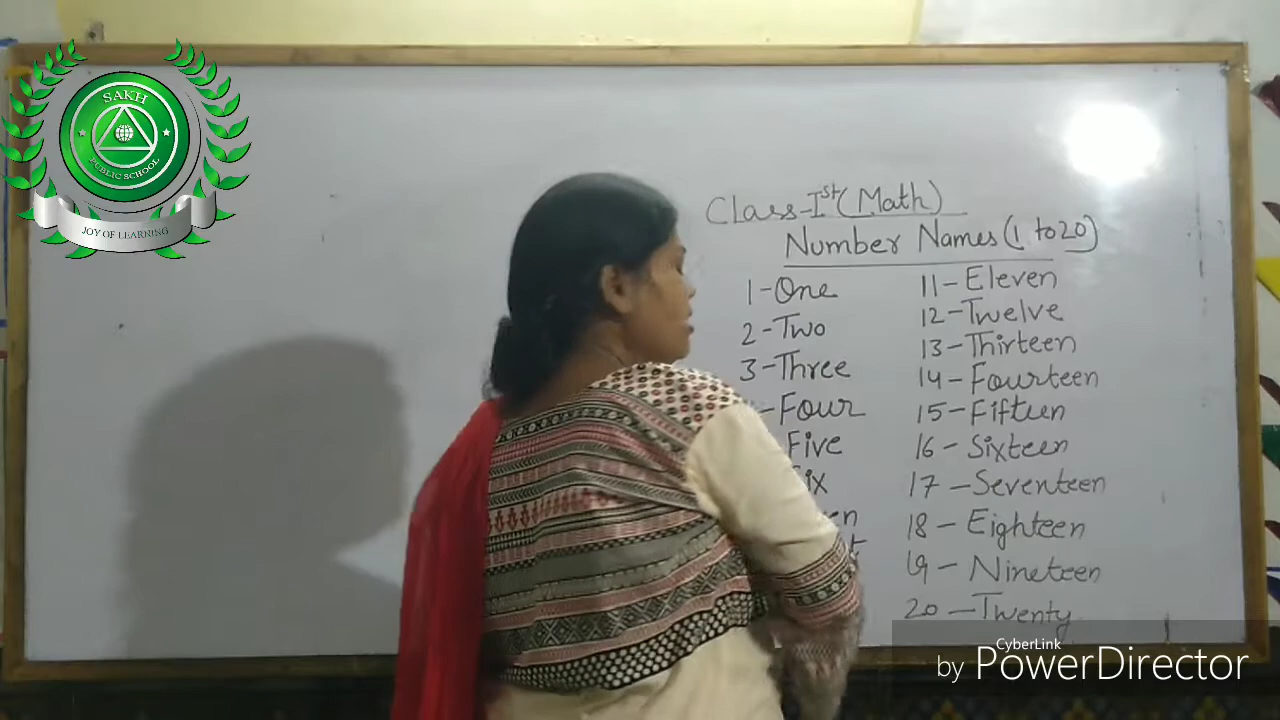 SAKH
PUBLIC SCHOOL
JOY OF LEARNING
Class-Ist (Math)
Number Names (1 to 20)
1-One
2-Two
3-Three
-Four
Five
11-Eleven
12-Twelve
13-Thirteen
14-Fourteen
15-Fifteen
16-Sixteen
17-Seventeen
18-Eighteen
19-Nineteen
20-Twenty
CyberLink
by PowerDirector